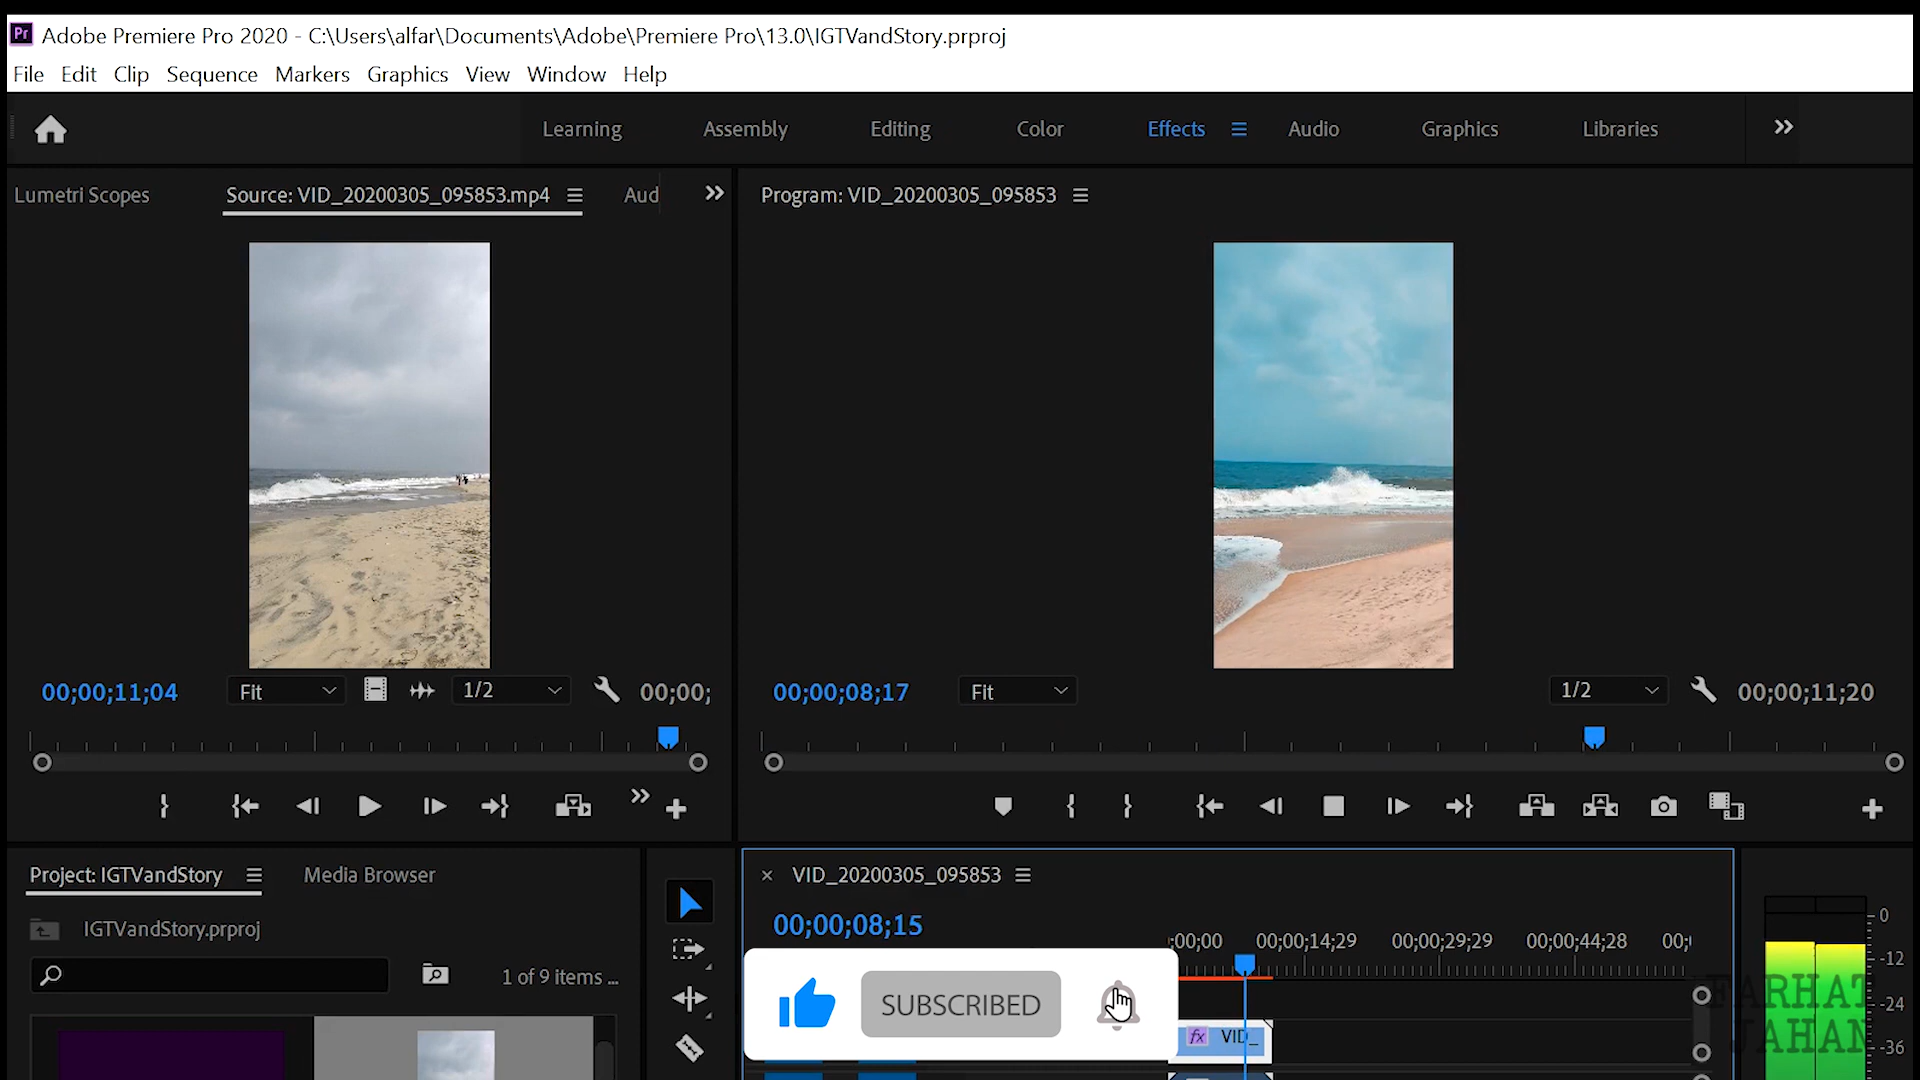 Pr Adobe Premiere Pro 2020 - C:\Users\alfar\Documents\Adobe\Premiere Pro\13.0\IGTVandStory.prproj
File Edit Clip Sequence Markers Graphics View Window Help
Learning Assembly Editing Color Effects Audio Graphics Libraries
Lumetri Scopes Source: VID_20200305_095853.mp4 Aud
Program: VID_20200305_095853
00;00;11;04 Fit 1/2 00;00;
00;00;08;17 Fit 1/2 00;00;11;20
Project: IGTVandStory Media Browser
IGTVandStory.prproj
1 of 9 items ...
× VID_20200305_095853
00;00;08;15
:00;00 00;00;14;29 00;00;29;29 00;00;44;28 00;
SUBSCRIBED
fx VID_
0
-12
-24
-36
FARHAT
JAHAN